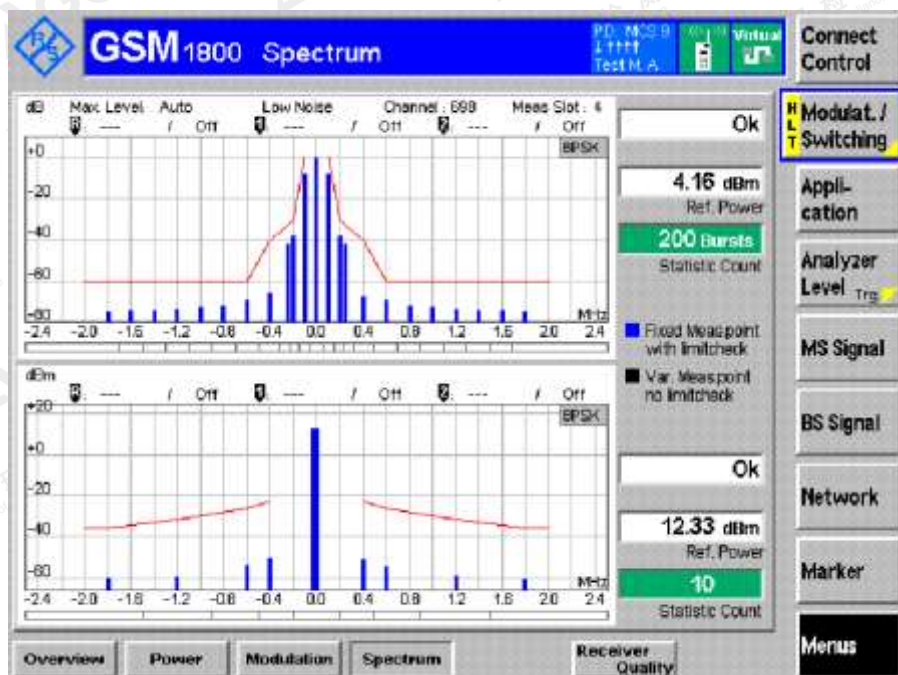 R&S
GSM 1800 Spectrum
P.D. MCS 9
Test M. A
Virtual
Connect
Control
dB
Max. Level Auto
Low Noise
Channel : 698
Meas Slot : 4
--- / Off
--- / Off
--- / Off
8PSK
+0
-20
-40
-60
-80
MHz
-2.4 -2.0 -1.6 -1.2 -0.8 -0.4 0.0 0.4 0.8 1.2 1.6 2.0 2.4
Ok
4.16 dBm
Ref. Power
200 Bursts
Statistic Count
Fixed Meas point
with limitcheck
Var. Meas point
no limitcheck
dBm
--- / Off
--- / Off
--- / Off
8PSK
+20
+0
-20
-40
-60
MHz
-2.4 -2.0 -1.6 -1.2 -0.8 -0.4 0.0 0.4 0.8 1.2 1.6 2.0 2.4
Ok
12.33 dBm
Ref. Power
10
Statistic Count
HLT
Modulat. /
Switching
Appli-
cation
Analyzer
Level Trg
MS Signal
BS Signal
Network
Marker
Menus
Overview
Power
Modulation
Spectrum
Receiver
Quality